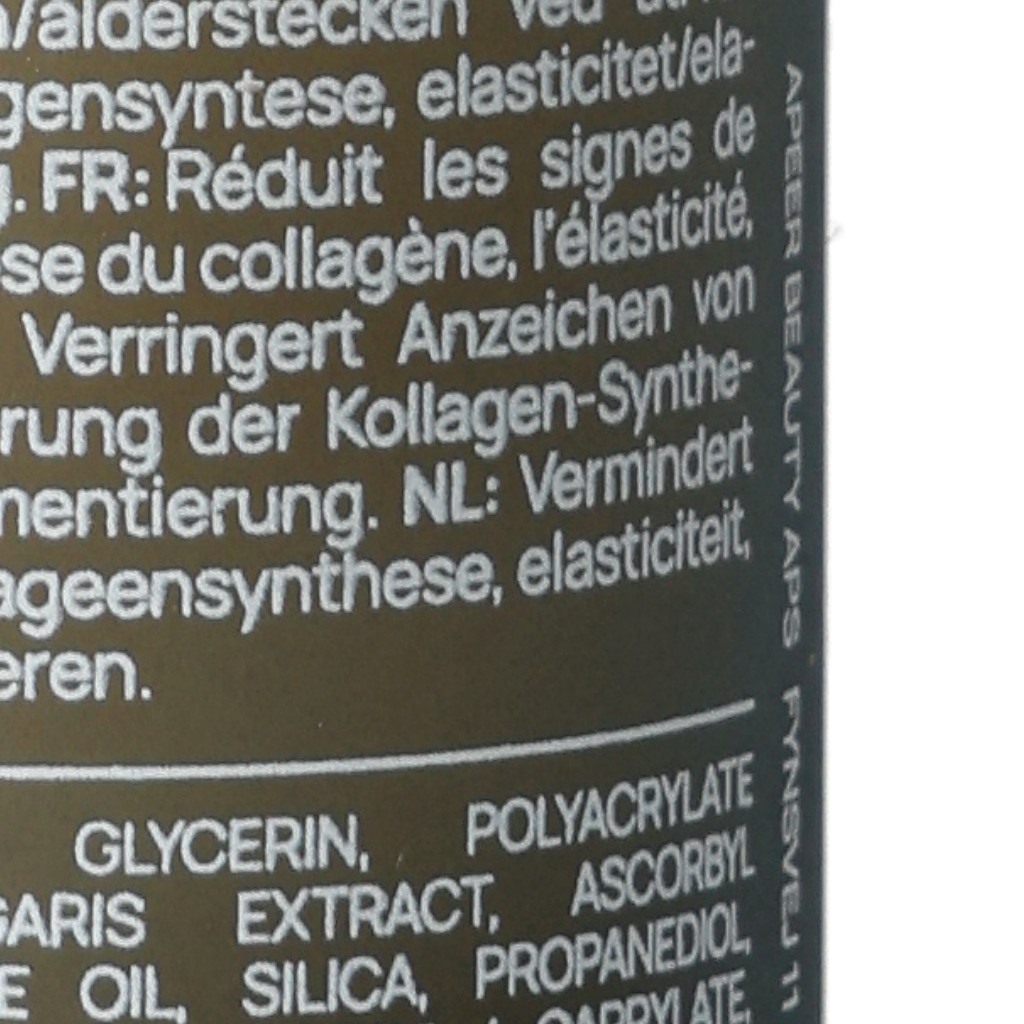 /alderstecken ved
gensyntese, elasticitet/ela-
. FR: Réduit les signes de
se du collagène, l'élasticité,
Verringert Anzeichen von
rung der Kollagen-Synthe-
mentierung. NL: Vermindert
ageensynthese, elasticiteit,
eren.
GLYCERIN, POLYACRYLATE
GARIS EXTRACT, ASCORBYL
E OIL, SILICA, PROPANEDIOL,
CAPRYLATE,
APEER BEAUTY APS FYNSVEJ 11